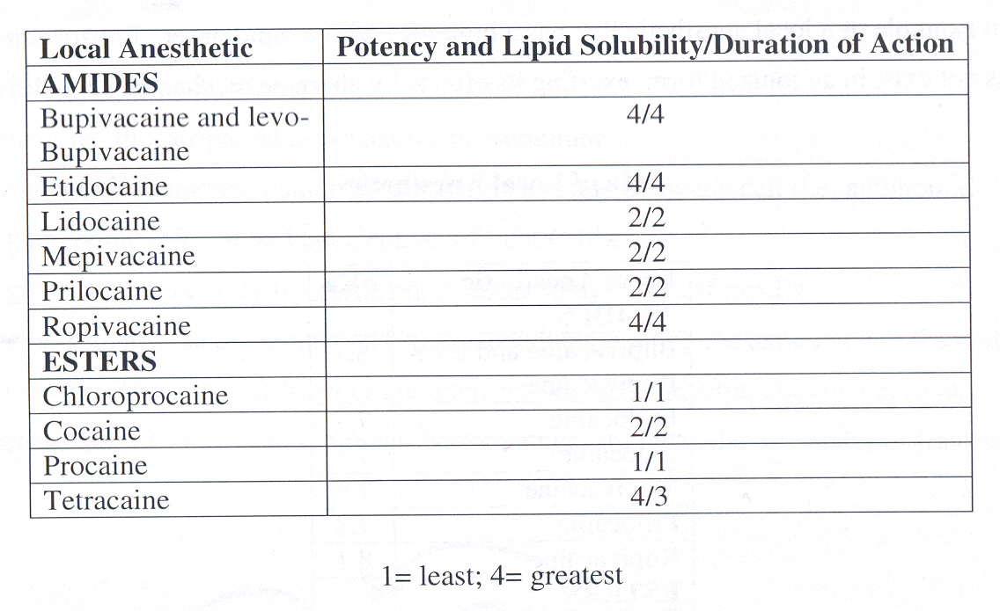 Local Anesthetic Potency and Lipid Solubility/Duration of Action
AMIDES
Bupivacaine and levo- 4/4
Bupivacaine
Etidocaine 4/4
Lidocaine 2/2
Mepivacaine 2/2
Prilocaine 2/2
Ropivacaine 4/4
ESTERS
Chloroprocaine 1/1
Cocaine 2/2
Procaine 1/1
Tetracaine 4/3
1= least; 4= greatest